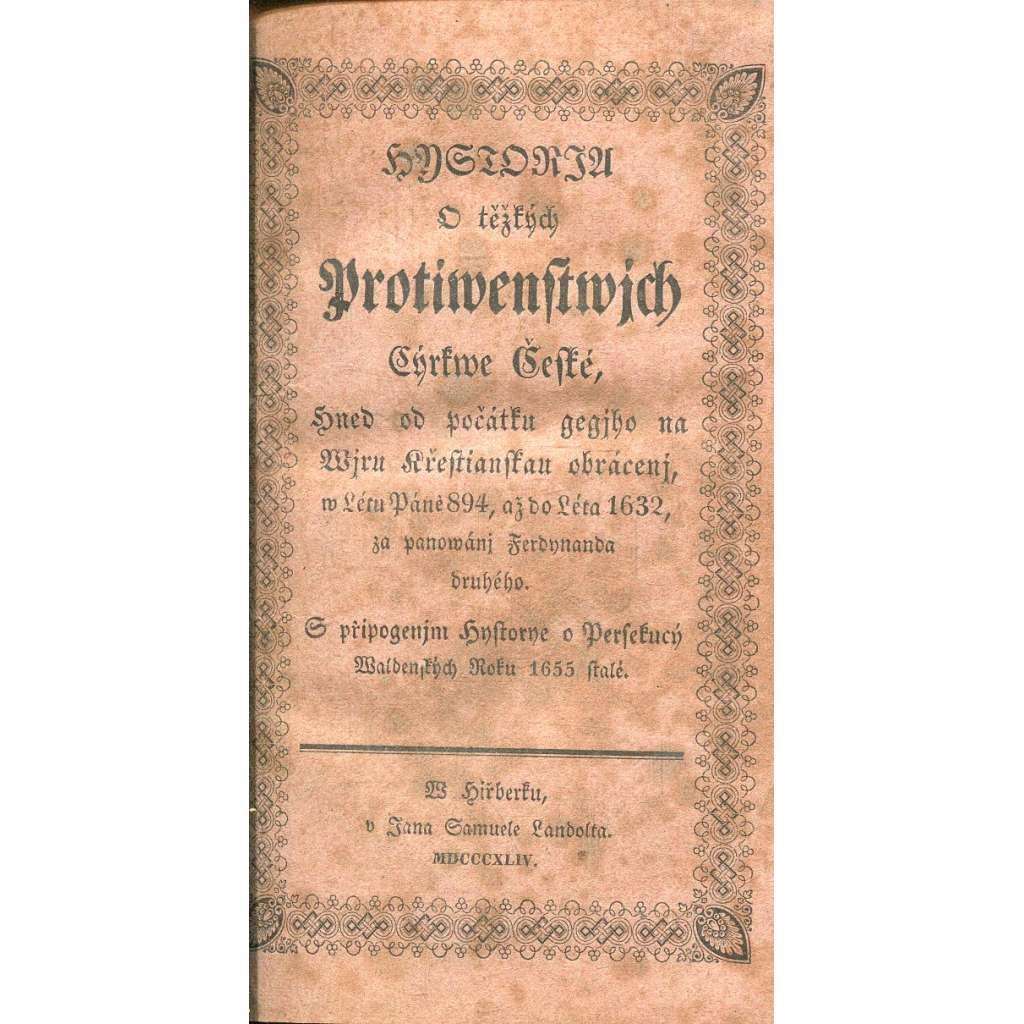 HYSTORIA
O těžkých
Protiwenstwjch
Cýrkwe České,
Hned od počátku gegjho na
Wjru Křestianskau obrácenj,
w Létu Páně 894, až do Léta 1632,
za panowánj Ferdynanda
druhého.
S připogenjm Hystorye o Persekucý
Waldenských Roku 1655 stalé.
W Hiřberku,
v Jana Samuele Landolta.
MDCCCXLIV.